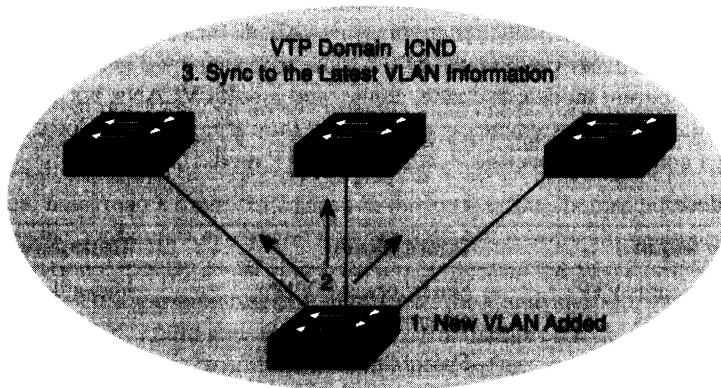 VTP Domain ICND
3. Sync to the Latest VLAN Information
2
1. New VLAN Added